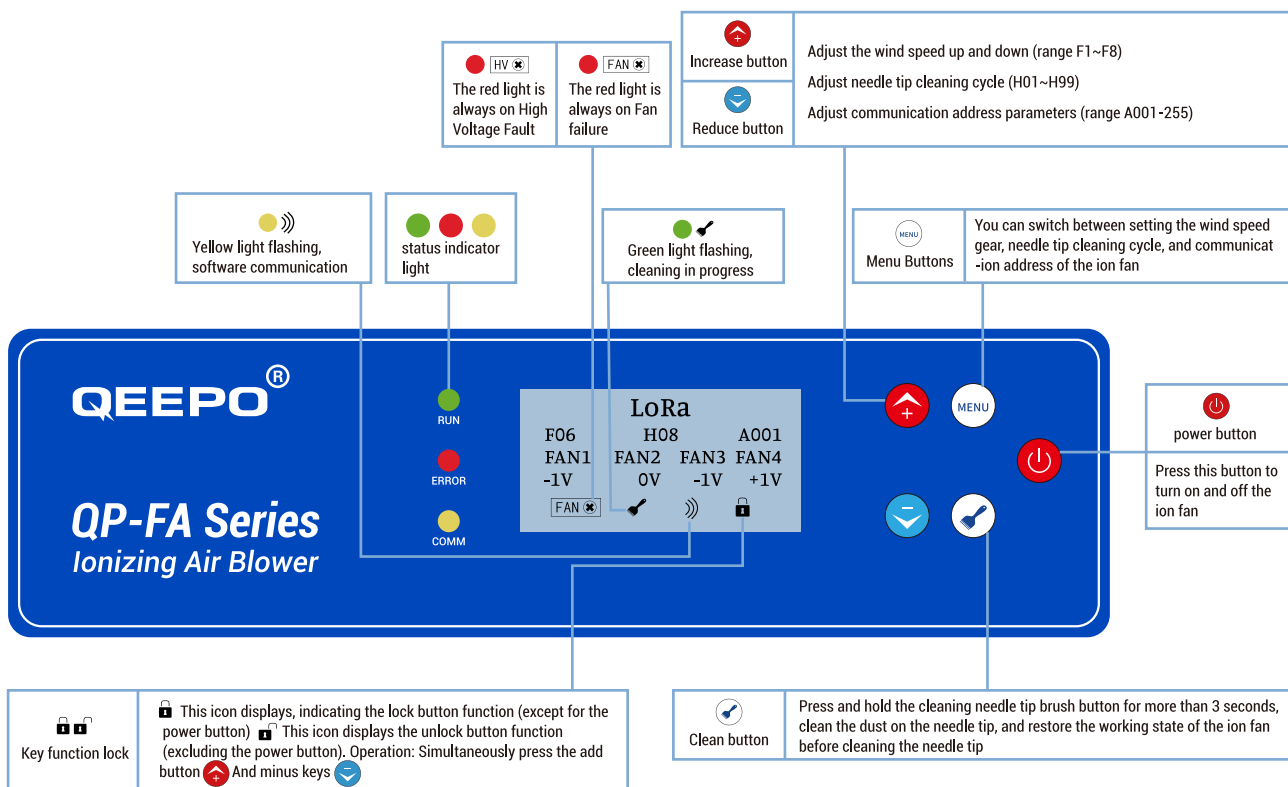 HV
The red light is
always on High
Voltage Fault
FAN
The red light is
always on Fan
failure
Increase button
Reduce button
Adjust the wind speed up and down (range F1~F8)
Adjust needle tip cleaning cycle (H01~H99)
Adjust communication address parameters (range A001-255)
Yellow light flashing,
software communication
status indicator
light
Green light flashing,
cleaning in progress
MENU
Menu Buttons
You can switch between setting the wind speed
gear, needle tip cleaning cycle, and communicat
-ion address of the ion fan
QEEPO®
QP-FA Series
Ionizing Air Blower
RUN
ERROR
COMM
LoRa
F06 H08 A001
FAN1 FAN2 FAN3 FAN4
-1V 0V -1V +1V
FAN
MENU
power button
Press this button to
turn on and off the
ion fan
Key function lock
This icon displays, indicating the lock button function (except for the
power button) This icon displays the unlock button function
(excluding the power button). Operation: Simultaneously press the add
button And minus keys
Clean button
Press and hold the cleaning needle tip brush button for more than 3 seconds,
clean the dust on the needle tip, and restore the working state of the ion fan
before cleaning the needle tip